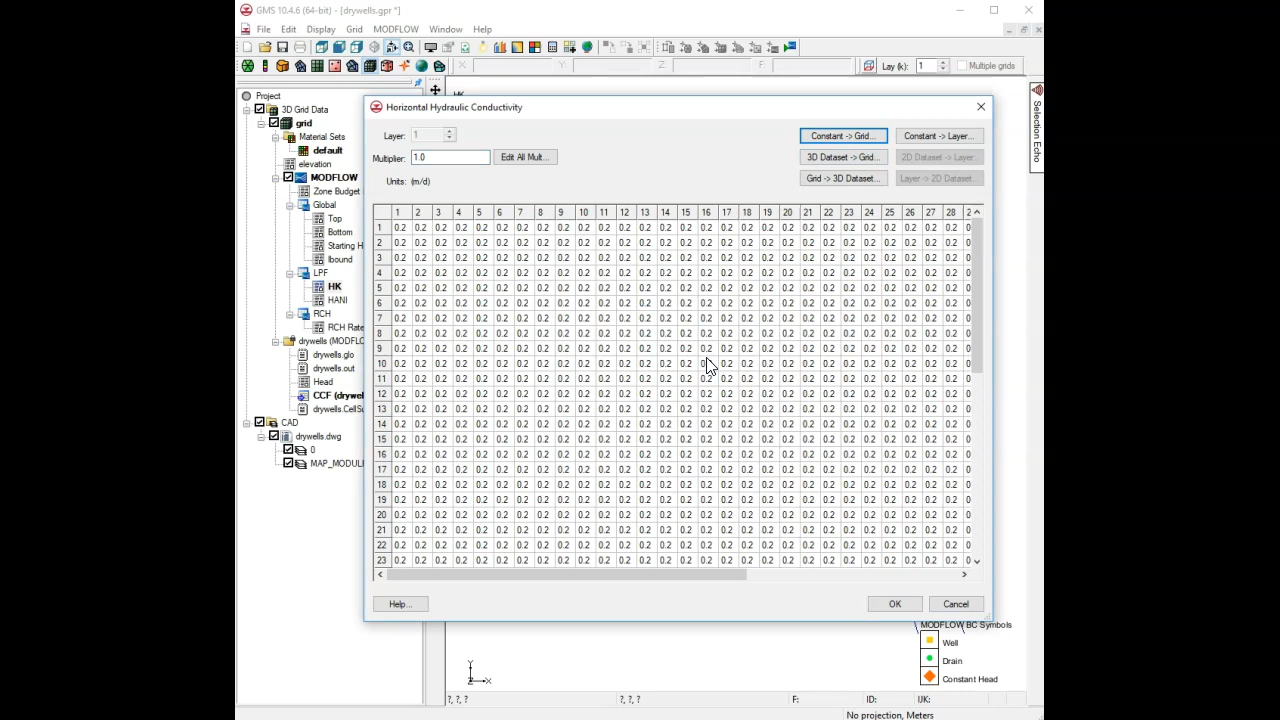 GMS 10.4.6 (64-bit) - [drywells.gpr *]
File Edit Display Grid MODFLOW Window Help
X: Y: Z: F: Lay (k): 1 Multiple grids
Project
3D Grid Data
grid
Material Sets
default
elevation
MODFLOW
Zone Budget
Global
Top
Bottom
Starting H
Ibound
LPF
HK
HANI
RCH
RCH Rate
drywells (MODFLO
drywells.glo
drywells.out
Head
CCF (drywel
drywells.CellSu
CAD
drywells.dwg
0
MAP_MODUL
HK
Selection Echo
Horizontal Hydraulic Conductivity
Layer: 1
Multiplier: 1.0 Edit All Mult...
Units: (m/d)
Constant -> Grid... Constant -> Layer...
3D Dataset -> Grid... 2D Dataset -> Layer...
Grid -> 3D Dataset... Layer -> 2D Dataset...
1 2 3 4 5 6 7 8 9 10 11 12 13 14 15 16 17 18 19 20 21 22 23 24 25 26 27 28 2
1 0.2 0.2 0.2 0.2 0.2 0.2 0.2 0.2 0.2 0.2 0.2 0.2 0.2 0.2 0.2 0.2 0.2 0.2 0.2 0.2 0.2 0.2 0.2 0.2 0.2 0.2 0.2 0.2 0
2 0.2 0.2 0.2 0.2 0.2 0.2 0.2 0.2 0.2 0.2 0.2 0.2 0.2 0.2 0.2 0.2 0.2 0.2 0.2 0.2 0.2 0.2 0.2 0.2 0.2 0.2 0.2 0.2 0
3 0.2 0.2 0.2 0.2 0.2 0.2 0.2 0.2 0.2 0.2 0.2 0.2 0.2 0.2 0.2 0.2 0.2 0.2 0.2 0.2 0.2 0.2 0.2 0.2 0.2 0.2 0.2 0.2 0
4 0.2 0.2 0.2 0.2 0.2 0.2 0.2 0.2 0.2 0.2 0.2 0.2 0.2 0.2 0.2 0.2 0.2 0.2 0.2 0.2 0.2 0.2 0.2 0.2 0.2 0.2 0.2 0.2 0
5 0.2 0.2 0.2 0.2 0.2 0.2 0.2 0.2 0.2 0.2 0.2 0.2 0.2 0.2 0.2 0.2 0.2 0.2 0.2 0.2 0.2 0.2 0.2 0.2 0.2 0.2 0.2 0.2 0
6 0.2 0.2 0.2 0.2 0.2 0.2 0.2 0.2 0.2 0.2 0.2 0.2 0.2 0.2 0.2 0.2 0.2 0.2 0.2 0.2 0.2 0.2 0.2 0.2 0.2 0.2 0.2 0.2 0
7 0.2 0.2 0.2 0.2 0.2 0.2 0.2 0.2 0.2 0.2 0.2 0.2 0.2 0.2 0.2 0.2 0.2 0.2 0.2 0.2 0.2 0.2 0.2 0.2 0.2 0.2 0.2 0.2 0
8 0.2 0.2 0.2 0.2 0.2 0.2 0.2 0.2 0.2 0.2 0.2 0.2 0.2 0.2 0.2 0.2 0.2 0.2 0.2 0.2 0.2 0.2 0.2 0.2 0.2 0.2 0.2 0.2 0
9 0.2 0.2 0.2 0.2 0.2 0.2 0.2 0.2 0.2 0.2 0.2 0.2 0.2 0.2 0.2 0.2 0.2 0.2 0.2 0.2 0.2 0.2 0.2 0.2 0.2 0.2 0.2 0.2 0
10 0.2 0.2 0.2 0.2 0.2 0.2 0.2 0.2 0.2 0.2 0.2 0.2 0.2 0.2 0.2 0.2 0.2 0.2 0.2 0.2 0.2 0.2 0.2 0.2 0.2 0.2 0.2 0
11 0.2 0.2 0.2 0.2 0.2 0.2 0.2 0.2 0.2 0.2 0.2 0.2 0.2 0.2 0.2 0.2 0.2 0.2 0.2 0.2 0.2 0.2 0.2 0.2 0.2 0.2 0.2 0.2 0
12 0.2 0.2 0.2 0.2 0.2 0.2 0.2 0.2 0.2 0.2 0.2 0.2 0.2 0.2 0.2 0.2 0.2 0.2 0.2 0.2 0.2 0.2 0.2 0.2 0.2 0.2 0.2 0.2 0
13 0.2 0.2 0.2 0.2 0.2 0.2 0.2 0.2 0.2 0.2 0.2 0.2 0.2 0.2 0.2 0.2 0.2 0.2 0.2 0.2 0.2 0.2 0.2 0.2 0.2 0.2 0.2 0.2 0
14 0.2 0.2 0.2 0.2 0.2 0.2 0.2 0.2 0.2 0.2 0.2 0.2 0.2 0.2 0.2 0.2 0.2 0.2 0.2 0.2 0.2 0.2 0.2 0.2 0.2 0.2 0.2 0.2 0
15 0.2 0.2 0.2 0.2 0.2 0.2 0.2 0.2 0.2 0.2 0.2 0.2 0.2 0.2 0.2 0.2 0.2 0.2 0.2 0.2 0.2 0.2 0.2 0.2 0.2 0.2 0.2 0.2 0
16 0.2 0.2 0.2 0.2 0.2 0.2 0.2 0.2 0.2 0.2 0.2 0.2 0.2 0.2 0.2 0.2 0.2 0.2 0.2 0.2 0.2 0.2 0.2 0.2 0.2 0.2 0.2 0.2 0
17 0.2 0.2 0.2 0.2 0.2 0.2 0.2 0.2 0.2 0.2 0.2 0.2 0.2 0.2 0.2 0.2 0.2 0.2 0.2 0.2 0.2 0.2 0.2 0.2 0.2 0.2 0.2 0.2 0
18 0.2 0.2 0.2 0.2 0.2 0.2 0.2 0.2 0.2 0.2 0.2 0.2 0.2 0.2 0.2 0.2 0.2 0.2 0.2 0.2 0.2 0.2 0.2 0.2 0.2 0.2 0.2 0.2 0
19 0.2 0.2 0.2 0.2 0.2 0.2 0.2 0.2 0.2 0.2 0.2 0.2 0.2 0.2 0.2 0.2 0.2 0.2 0.2 0.2 0.2 0.2 0.2 0.2 0.2 0.2 0.2 0.2 0
20 0.2 0.2 0.2 0.2 0.2 0.2 0.2 0.2 0.2 0.2 0.2 0.2 0.2 0.2 0.2 0.2 0.2 0.2 0.2 0.2 0.2 0.2 0.2 0.2 0.2 0.2 0.2 0.2 0
21 0.2 0.2 0.2 0.2 0.2 0.2 0.2 0.2 0.2 0.2 0.2 0.2 0.2 0.2 0.2 0.2 0.2 0.2 0.2 0.2 0.2 0.2 0.2 0.2 0.2 0.2 0.2 0.2 0
22 0.2 0.2 0.2 0.2 0.2 0.2 0.2 0.2 0.2 0.2 0.2 0.2 0.2 0.2 0.2 0.2 0.2 0.2 0.2 0.2 0.2 0.2 0.2 0.2 0.2 0.2 0.2 0.2 0
23 0.2 0.2 0.2 0.2 0.2 0.2 0.2 0.2 0.2 0.2 0.2 0.2 0.2 0.2 0.2 0.2 0.2 0.2 0.2 0.2 0.2 0.2 0.2 0.2 0.2 0.2 0.2 0.2 0
Help... OK Cancel
MODFLOW BC Symbols
Well
Drain
Constant Head
Y
Z X
?, ?, ? ?, ?, ? F: ID: IJK:
No projection, Meters